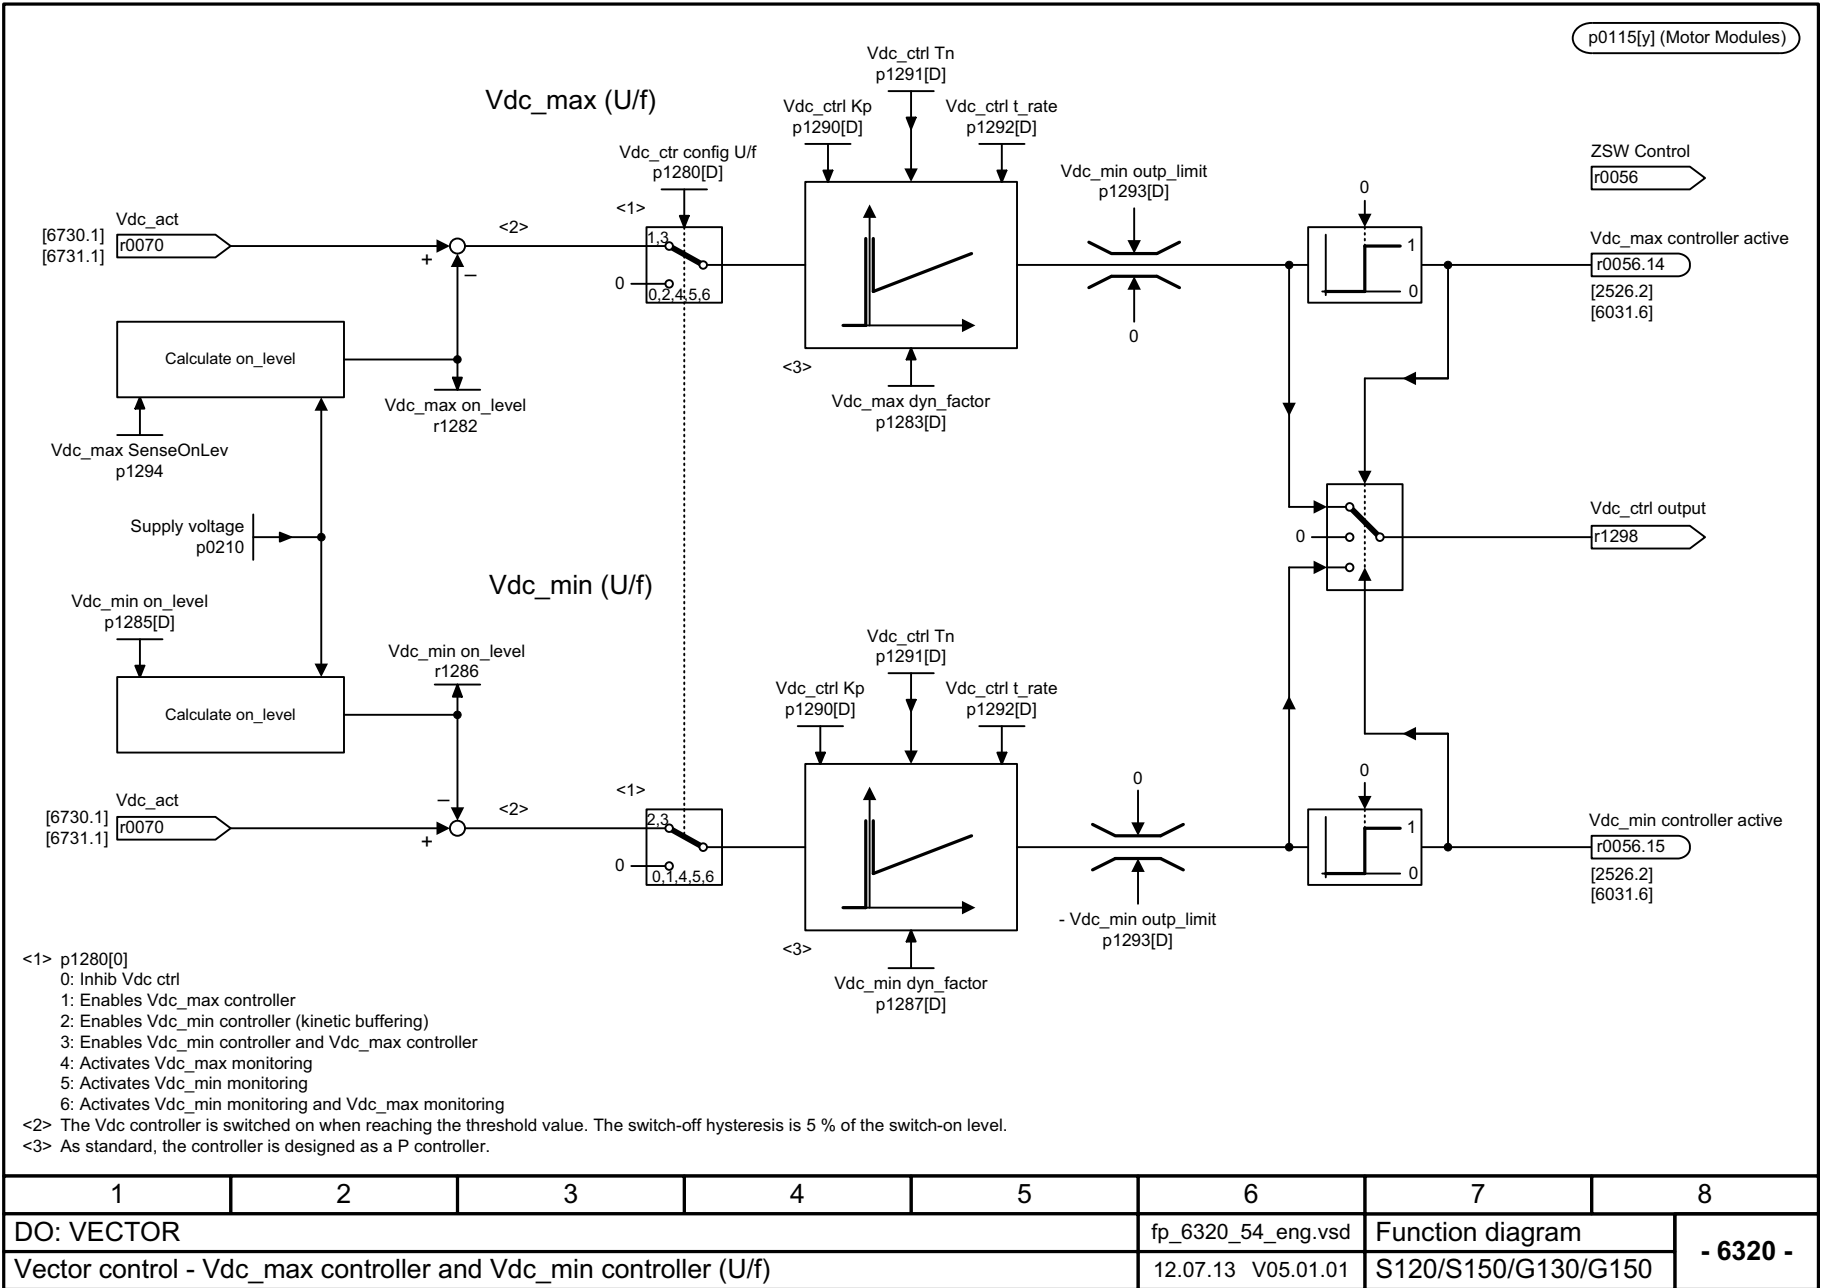 p0115[y] (Motor Modules)
Vdc_max (U/f)
Vdc_ctrl Tn
p1291[D]
Vdc_ctrl Kp
p1290[D]
Vdc_ctrl t_rate
p1292[D]
Vdc_ctr config U/f
p1280[D]
Vdc_min outp_limit
p1293[D]
ZSW Control
r0056
Vdc_act
[6730.1]
[6731.1]
r0070
+
–
<2>
<1>
1,3
0
0,2,4,5,6
0
0
1
0
Vdc_max controller active
r0056.14
[2526.2]
[6031.6]
Calculate on_level
Vdc_max on_level
r1282
<3>
Vdc_max dyn_factor
p1283[D]
Vdc_max SenseOnLev
p1294
Supply voltage
p0210
0
Vdc_ctrl output
r1298
Vdc_min (U/f)
Vdc_min on_level
p1285[D]
Vdc_min on_level
r1286
Calculate on_level
Vdc_ctrl Tn
p1291[D]
Vdc_ctrl Kp
p1290[D]
Vdc_ctrl t_rate
p1292[D]
Vdc_act
[6730.1]
[6731.1]
r0070
+
–
<2>
<1>
2,3
0
0,1,4,5,6
0
- Vdc_min outp_limit
p1293[D]
0
1
0
Vdc_min controller active
r0056.15
[2526.2]
[6031.6]
<3>
Vdc_min dyn_factor
p1287[D]
<1> p1280[0]
0: Inhib Vdc ctrl
1: Enables Vdc_max controller
2: Enables Vdc_min controller (kinetic buffering)
3: Enables Vdc_min controller and Vdc_max controller
4: Activates Vdc_max monitoring
5: Activates Vdc_min monitoring
6: Activates Vdc_min monitoring and Vdc_max monitoring
<2> The Vdc controller is switched on when reaching the threshold value. The switch-off hysteresis is 5 % of the switch-on level.
<3> As standard, the controller is designed as a P controller.
1 2 3 4 5 6 7 8
DO: VECTOR
fp_6320_54_eng.vsd
Function diagram
- 6320 -
Vector control - Vdc_max controller and Vdc_min controller (U/f)
12.07.13 V05.01.01
S120/S150/G130/G150